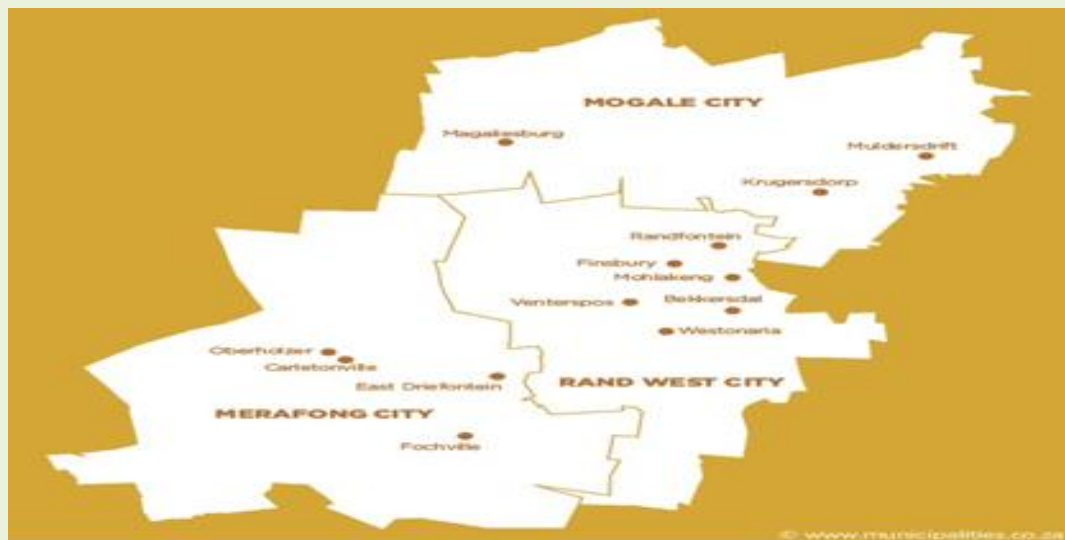 MOGALE CITY
Magaliesburg
Muldersdrift
Krugersdorp
Randfontein
Finsbury
Mohlakeng
Venterspos
Bekkersdal
Westonaria
Oberholzer
Carletonville
East Driefontein
RAND WEST CITY
MERAFONG CITY
Fochville
© www.municipalities.co.za